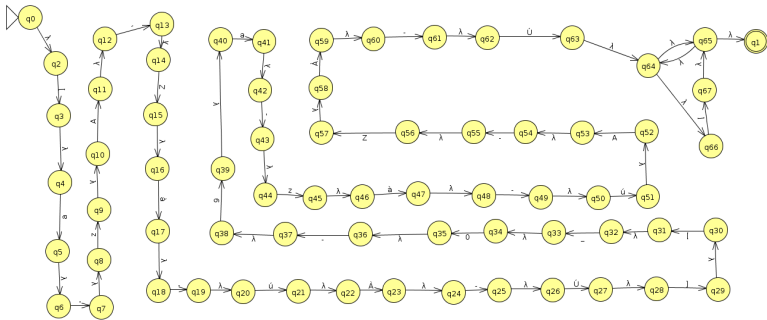 q0 λ q2 [ q3 λ q4 a q5 λ q6 - q7
λ q8 z q9 λ q10 A q11 λ q12
- q13 λ q14 Z q15 λ q16 q17 λ q18
- q19 λ q20 ü q21 λ q22 Ä q23 λ q24 - q25 λ q26 Ü q27 λ q28 ] q29
λ q30 [ q31 λ q32 _ q33 λ q34 0 q35 λ q36 - q37 λ q38
9 q39 λ q40 a q41 λ q42 - q43 λ q44
z q45 λ q46 q47 λ q48 - q49 λ q50 ü q51
λ q52 A q53 λ q54 - q55 λ q56 Z q57
λ q58 Ä q59 λ q60 - q61 λ q62 Ü q63 λ q64
λ λ q65 λ q1
λ q66 ] q67 λ